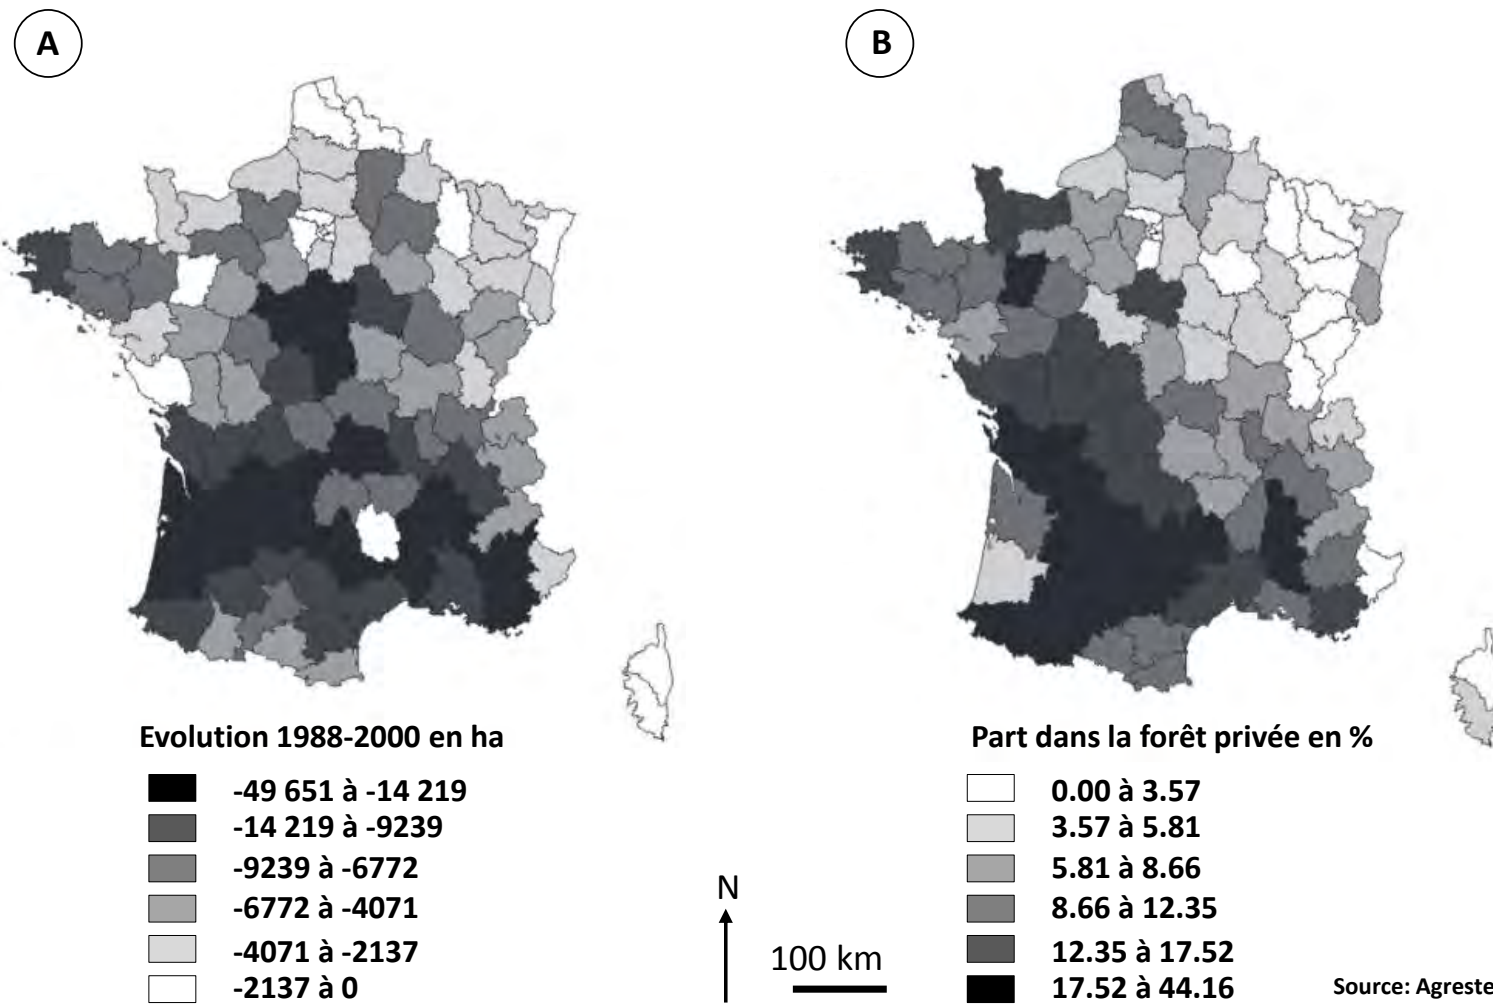 A
B
Evolution 1988-2000 en ha
-49 651 à -14 219
-14 219 à -9239
-9239 à -6772
-6772 à -4071
-4071 à -2137
-2137 à 0
N
100 km
Part dans la forêt privée en %
0.00 à 3.57
3.57 à 5.81
5.81 à 8.66
8.66 à 12.35
12.35 à 17.52
17.52 à 44.16
Source: Agreste